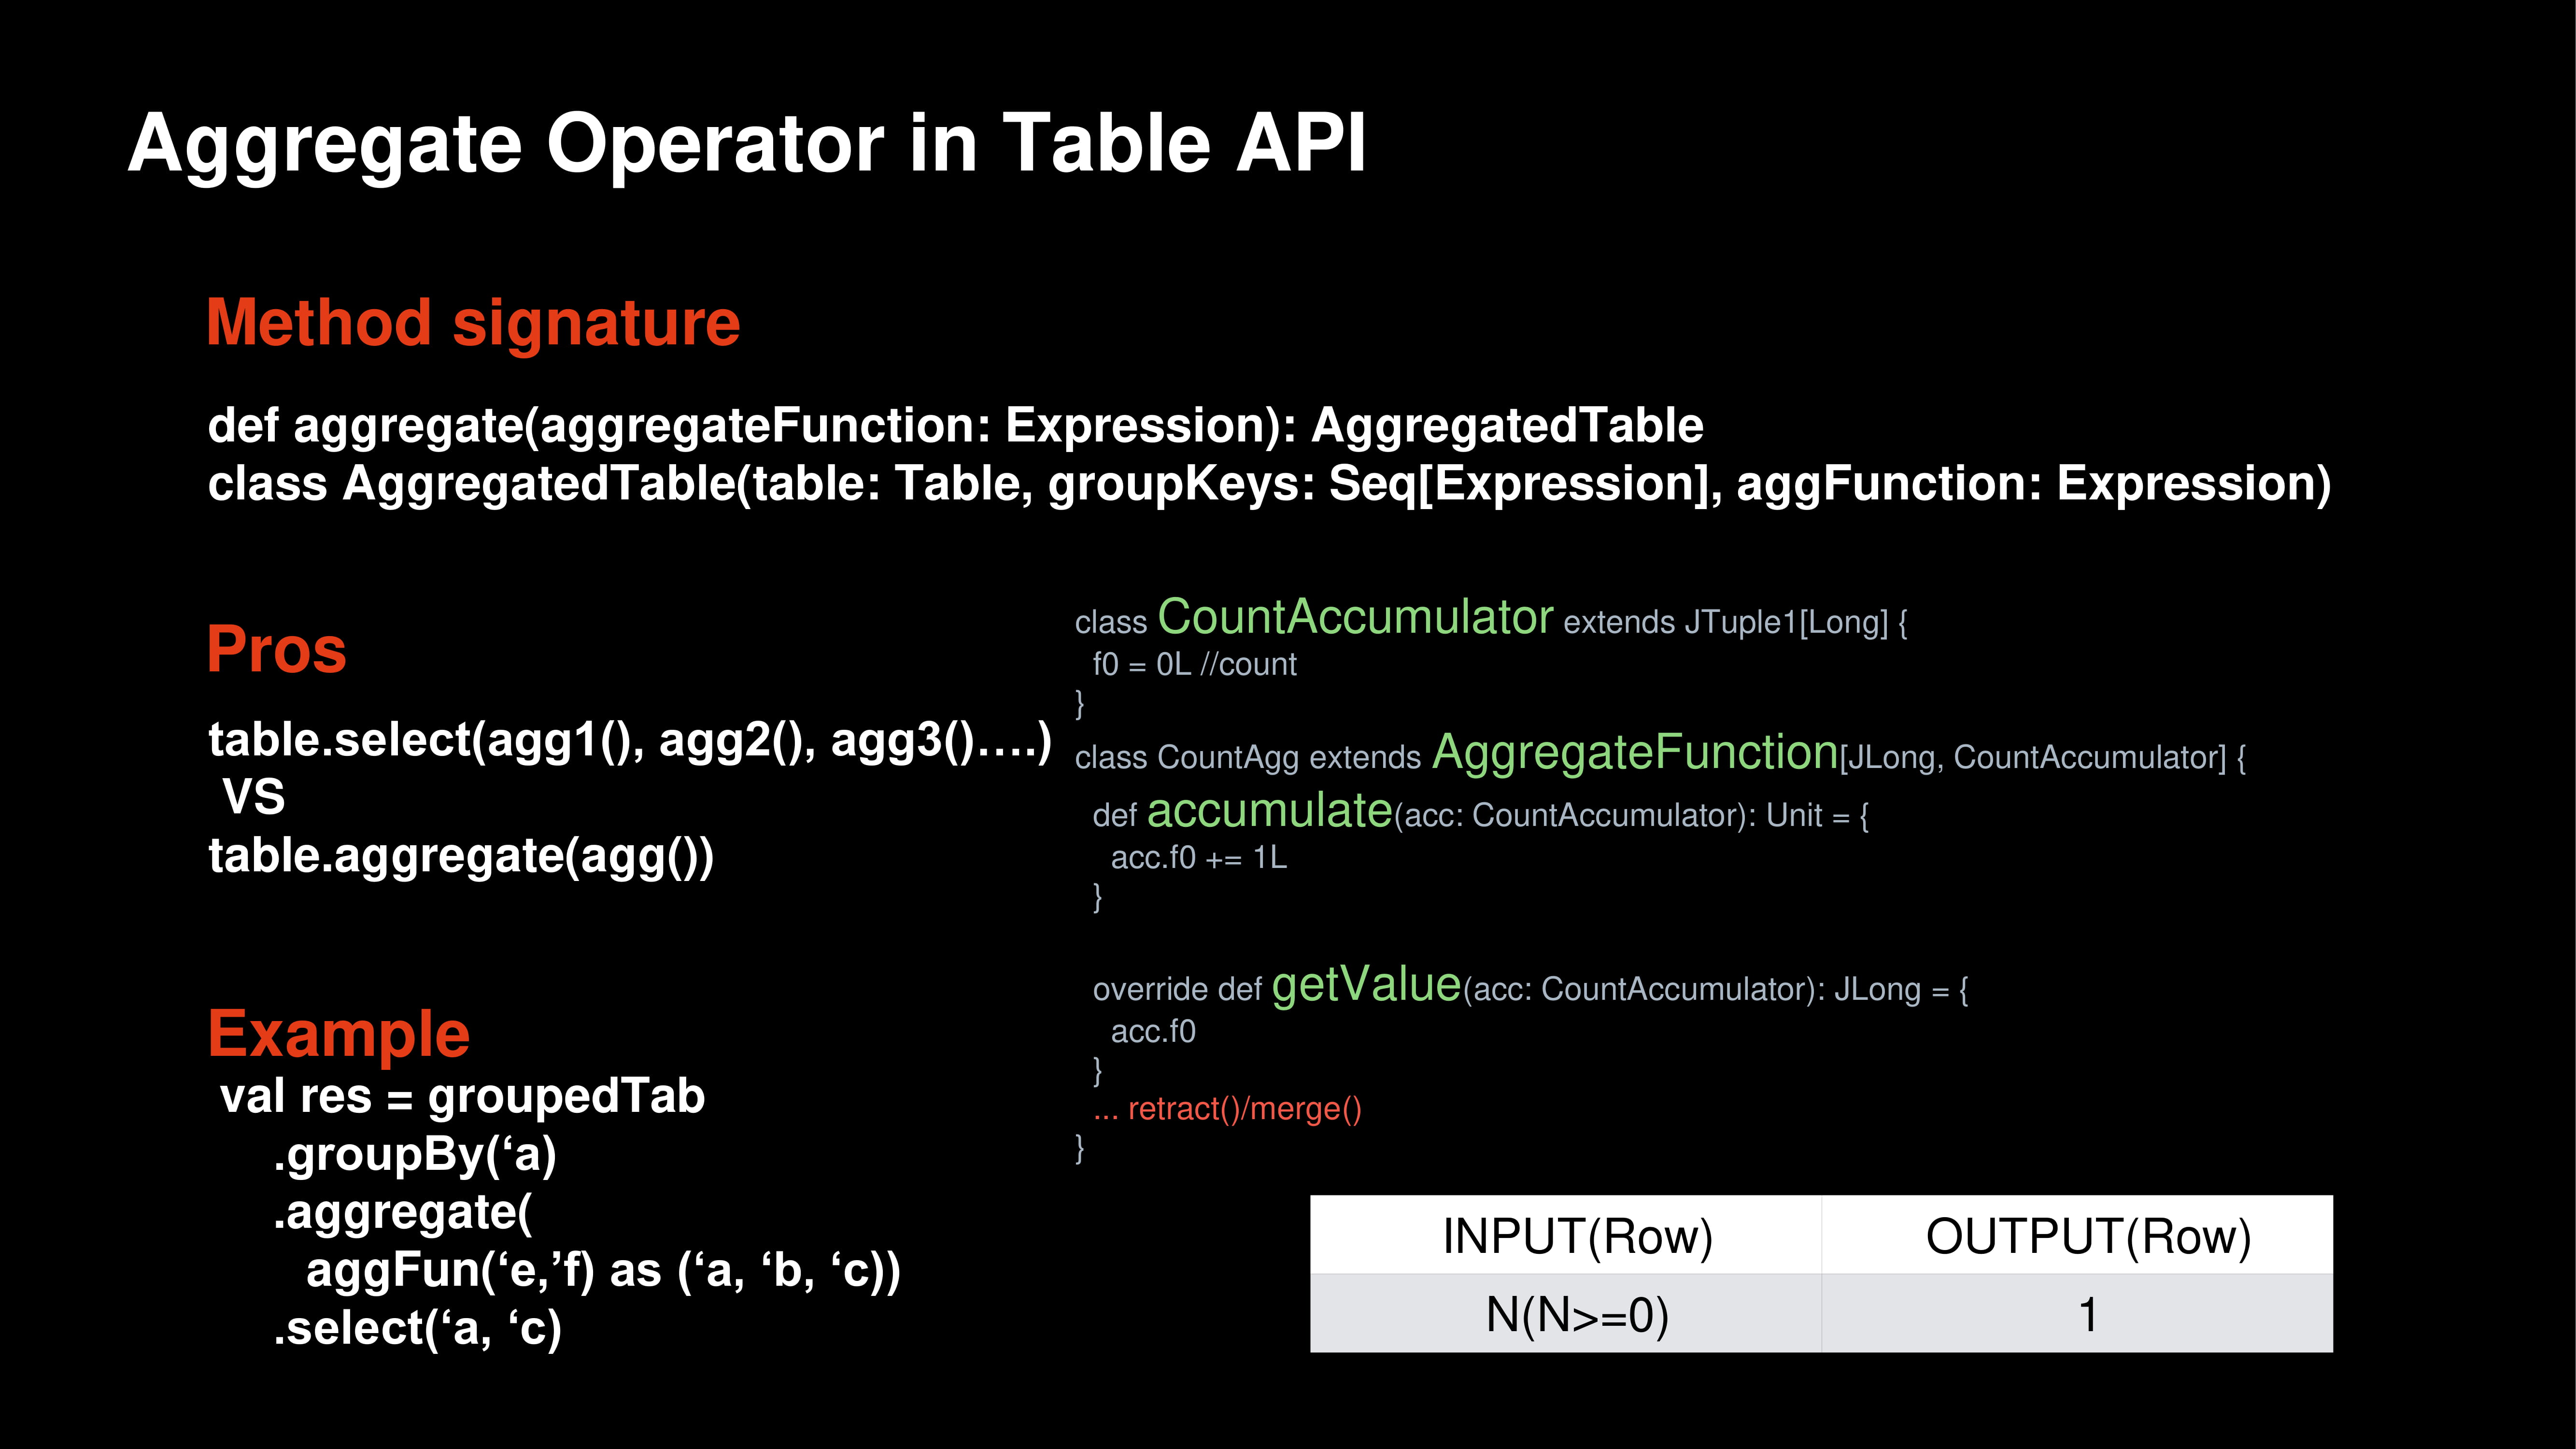 Aggregate Operator in Table API
Method signature
def aggregate(aggregateFunction: Expression): AggregatedTable
class AggregatedTable(table: Table, groupKeys: Seq[Expression], aggFunction: Expression)
Pros
table.select(agg1(), agg2(), agg3()….)
VS
table.aggregate(agg())
Example
val res = groupedTab
.groupBy(‘a)
.aggregate(
aggFun(‘e,’f) as (‘a, ‘b, ‘c))
.select(‘a, ‘c)
class CountAccumulator extends JTuple1[Long] {
f0 = 0L //count
}
class CountAgg extends AggregateFunction[JLong, CountAccumulator] {
def accumulate(acc: CountAccumulator): Unit = {
acc.f0 += 1L
}
override def getValue(acc: CountAccumulator): JLong = {
acc.f0
}
... retract()/merge()
}
INPUT(Row) OUTPUT(Row)
N(N>=0) 1